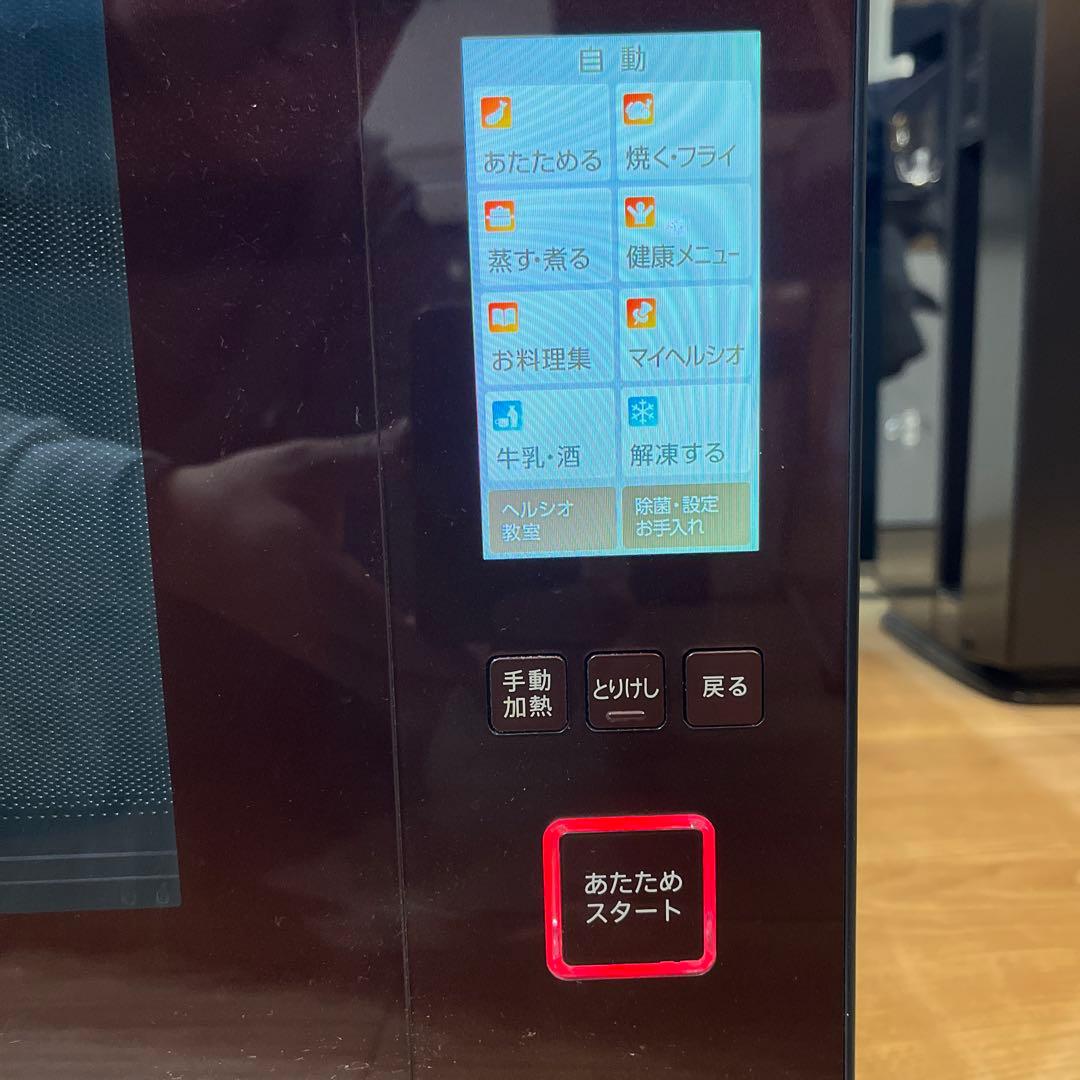 自動
あたためる
焼く・フライ
蒸す・煮る
健康メニュー
お料理集
マイヘルシオ
牛乳・酒
解凍する
ヘルシオ
教室
除菌・設定
お手入れ
手動
加熱
とりけし
戻る
あたため
スタート